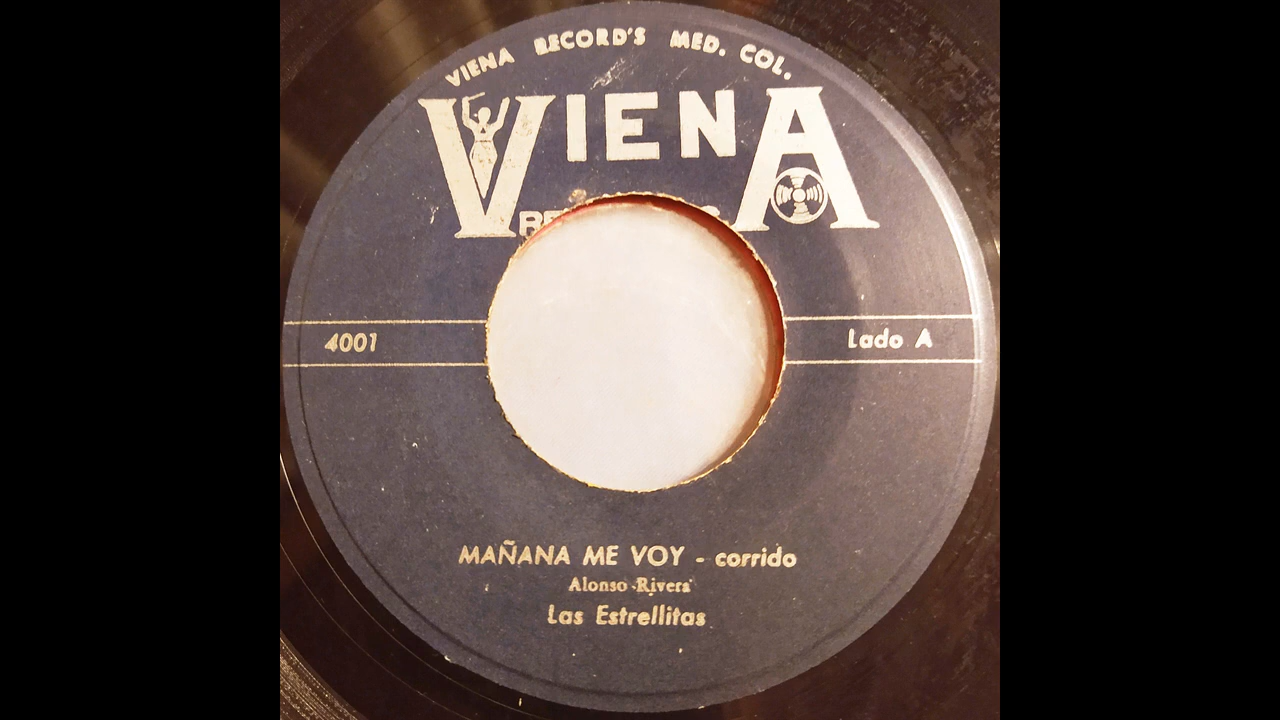 VIENA RECORD'S MED. COL.
VIENA
4001
Lado A
MAÑANA ME VOY - corrido
Alonso Rivera
Las Estrellitas